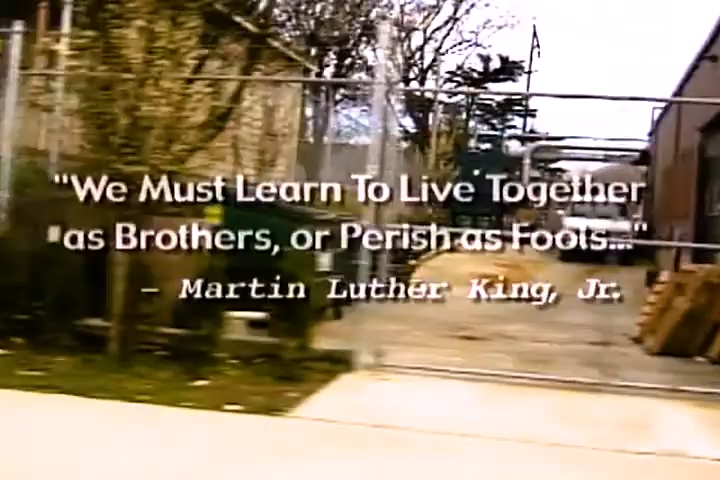 "We Must Learn To Live Together
as Brothers, or Perish as Fools..."
– Martin Luther King, Jr.